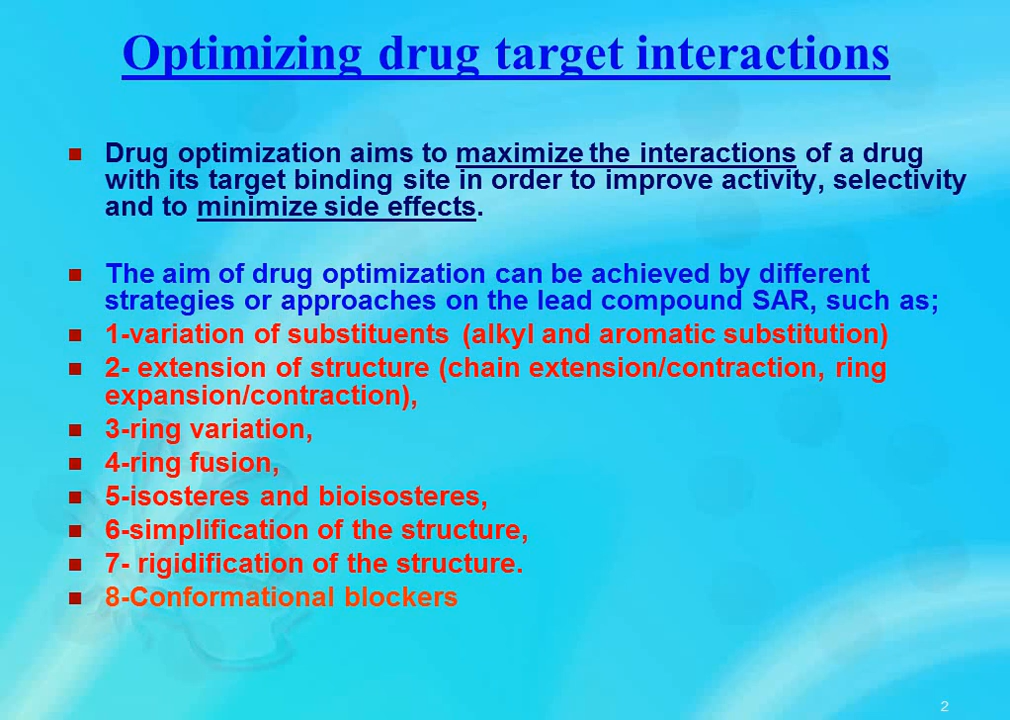 Optimizing drug target interactions
Drug optimization aims to maximize the interactions of a drug
with its target binding site in order to improve activity, selectivity
and to minimize side effects.
The aim of drug optimization can be achieved by different
strategies or approaches on the lead compound SAR, such as;
1-variation of substituents (alkyl and aromatic substitution)
2- extension of structure (chain extension/contraction, ring
expansion/contraction),
3-ring variation,
4-ring fusion,
5-isosteres and bioisosteres,
6-simplification of the structure,
7- rigidification of the structure.
8-Conformational blockers
2